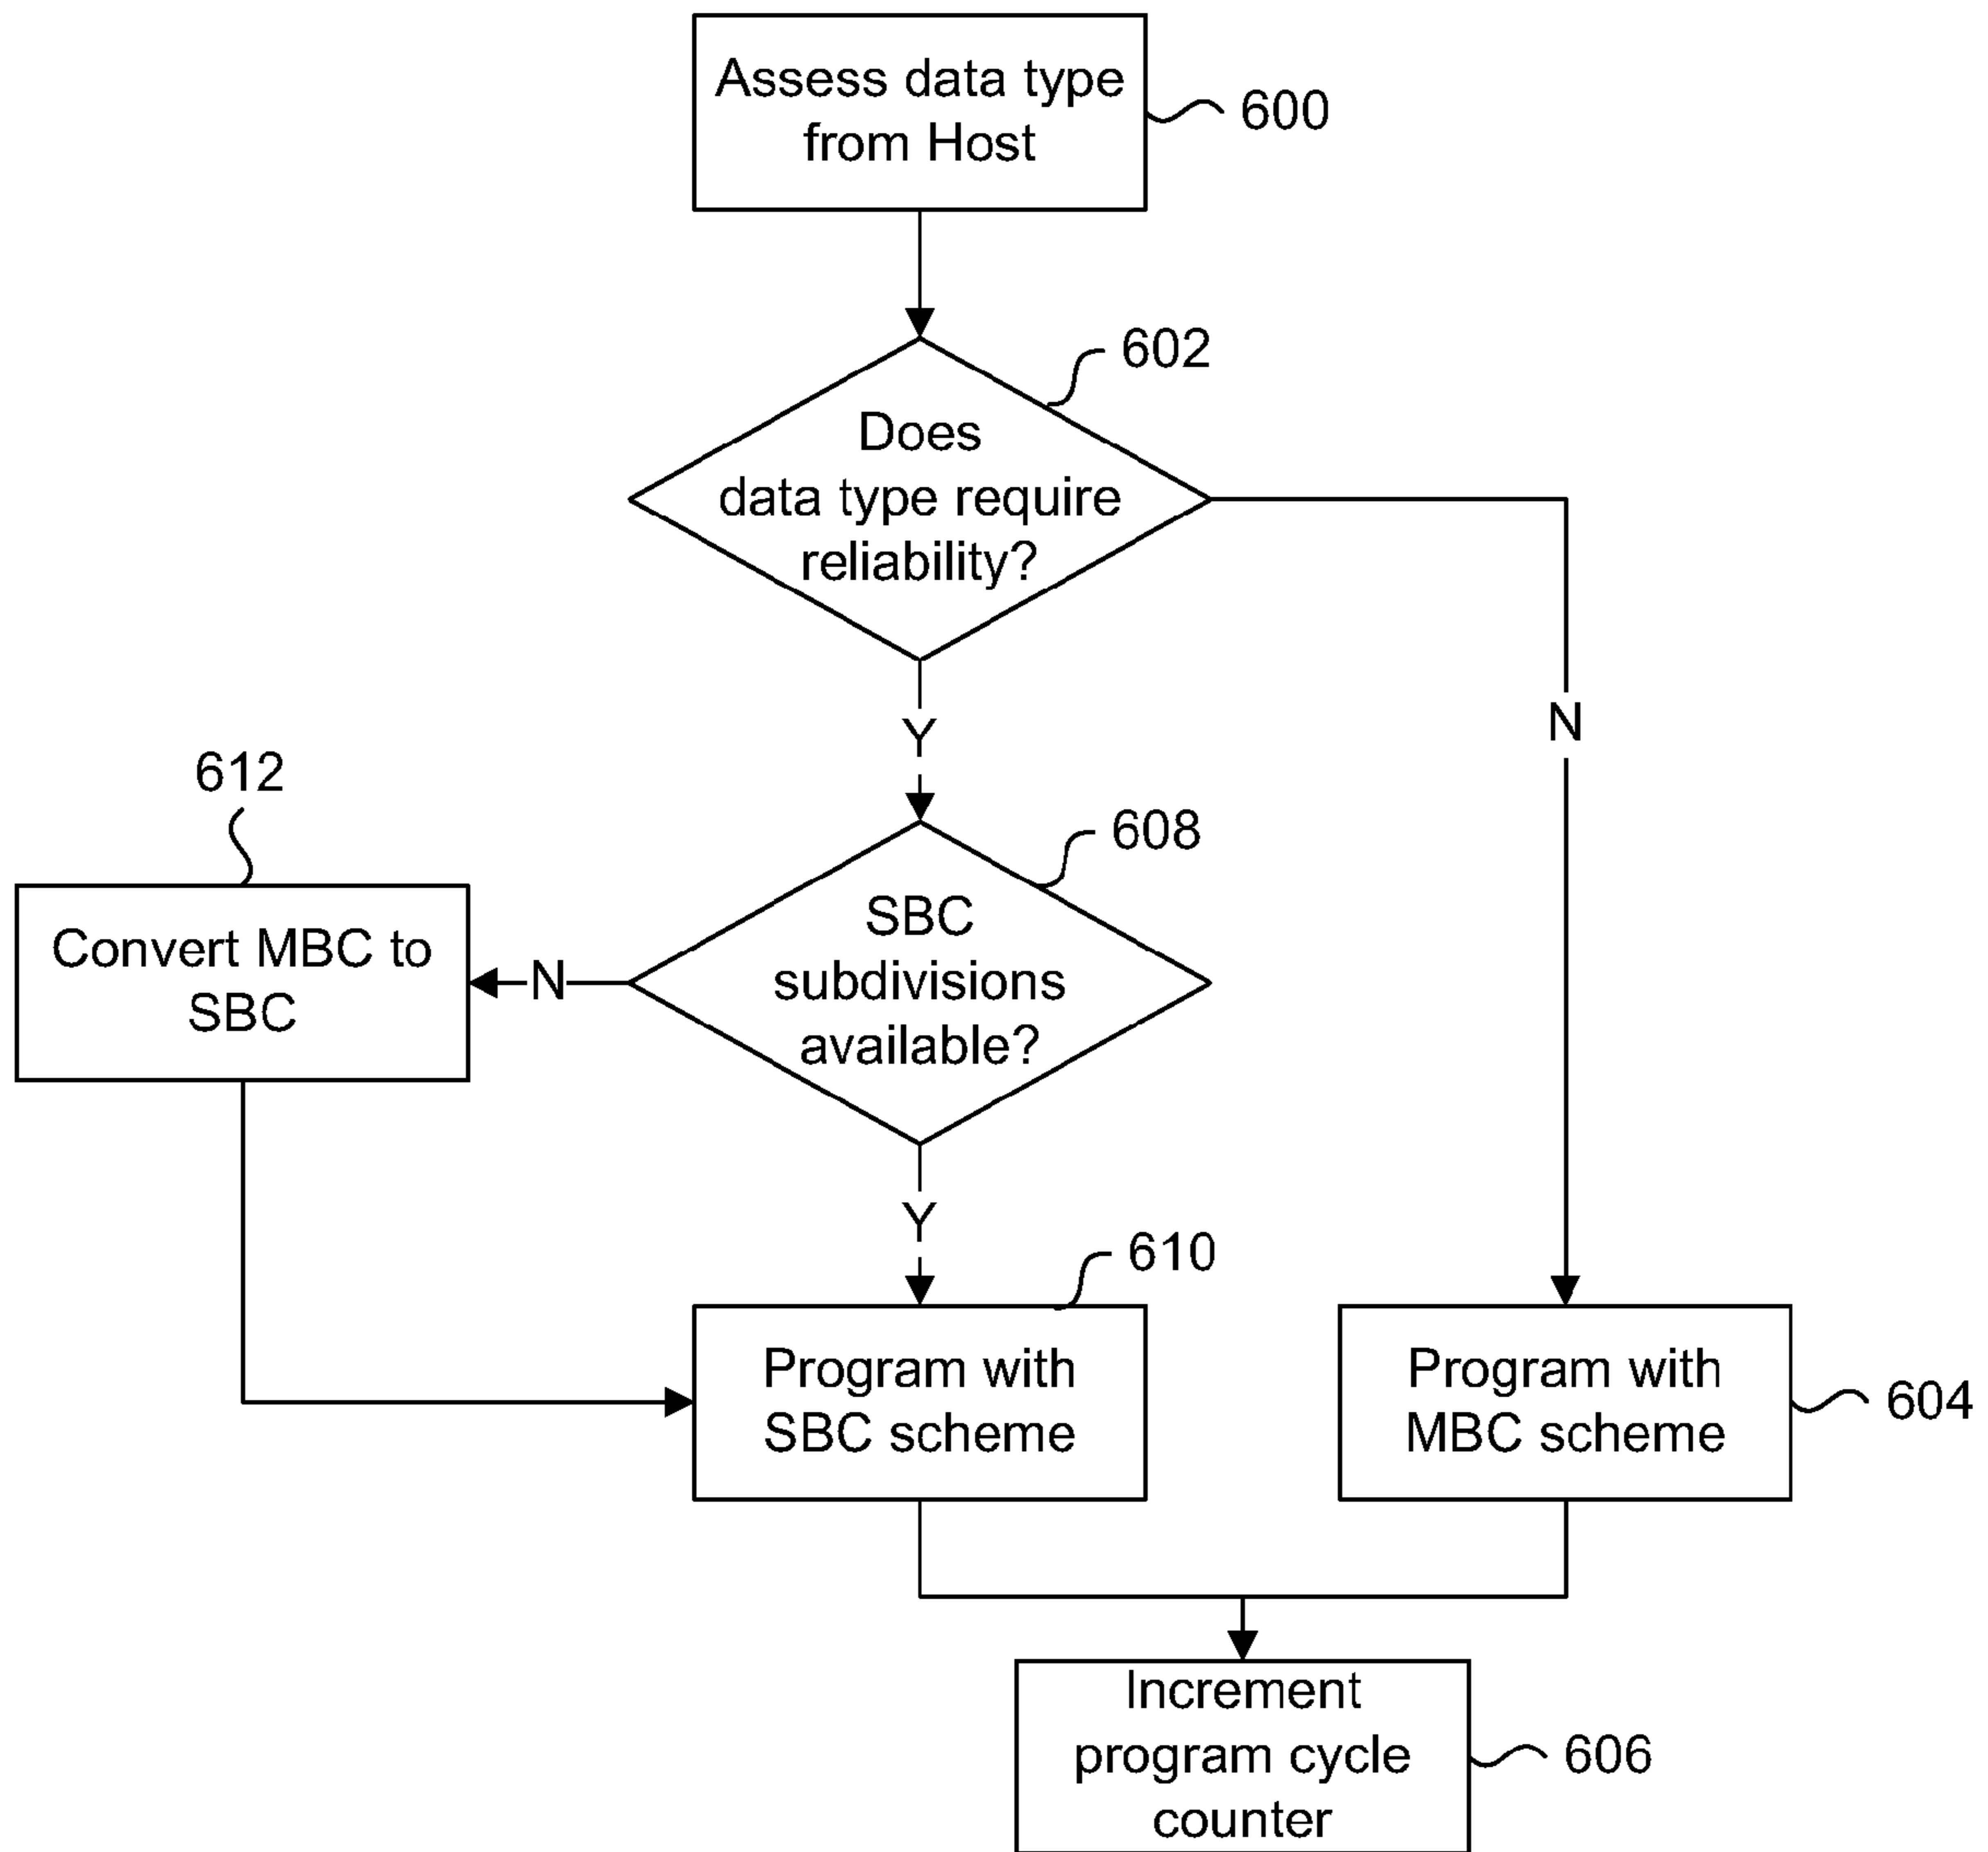 Assess data type
from Host
600
602
Does
data type require
reliability?
Y
N
612
608
Convert MBC to
SBC
N
SBC
subdivisions
available?
Y
610
Program with
SBC scheme
Program with
MBC scheme
604
Increment
program cycle
counter
606